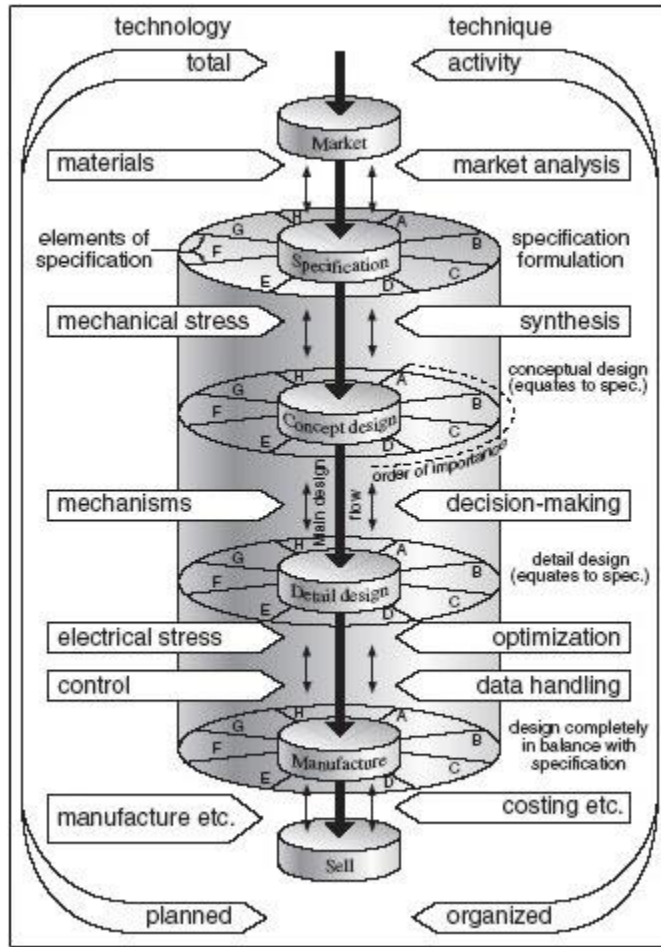 technology
technique
total
activity
Market
materials
market analysis
H
A
G
B
elements of
specification
F
Specification
C
specification
formulation
E
D
mechanical stress
synthesis
conceptual design
(equates to spec.)
H
A
G
B
F
Concept design
C
E
D
order of importance
Main design
flow
mechanisms
decision-making
H
A
G
B
detail design
(equates to spec.)
F
Detail design
C
E
D
electrical stress
optimization
control
data handling
H
A
G
B
design completely
in balance with
specification
F
Manufacture
C
E
D
manufacture etc.
costing etc.
Sell
planned
organized